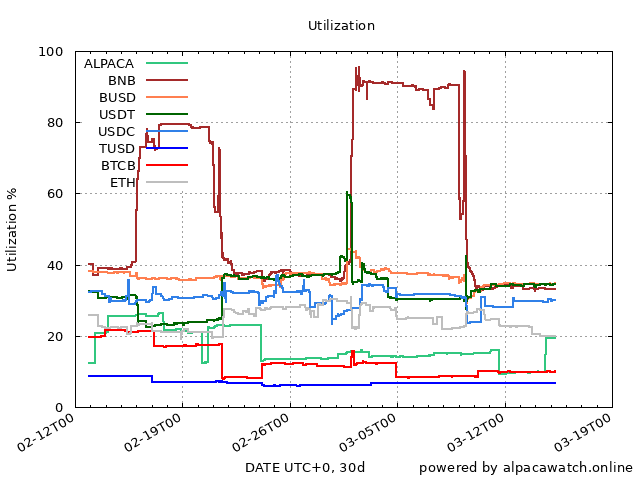 Utilization
100
80
60
40
20
0
Utilization %
ALPACA
BNB
BUSD
USDT
USDC
TUSD
BTCB
ETH
02-12T00
02-19T00
02-26T00
03-05T00
03-12T00
03-19T00
DATE UTC+0, 30d
powered by alpacawatch.online